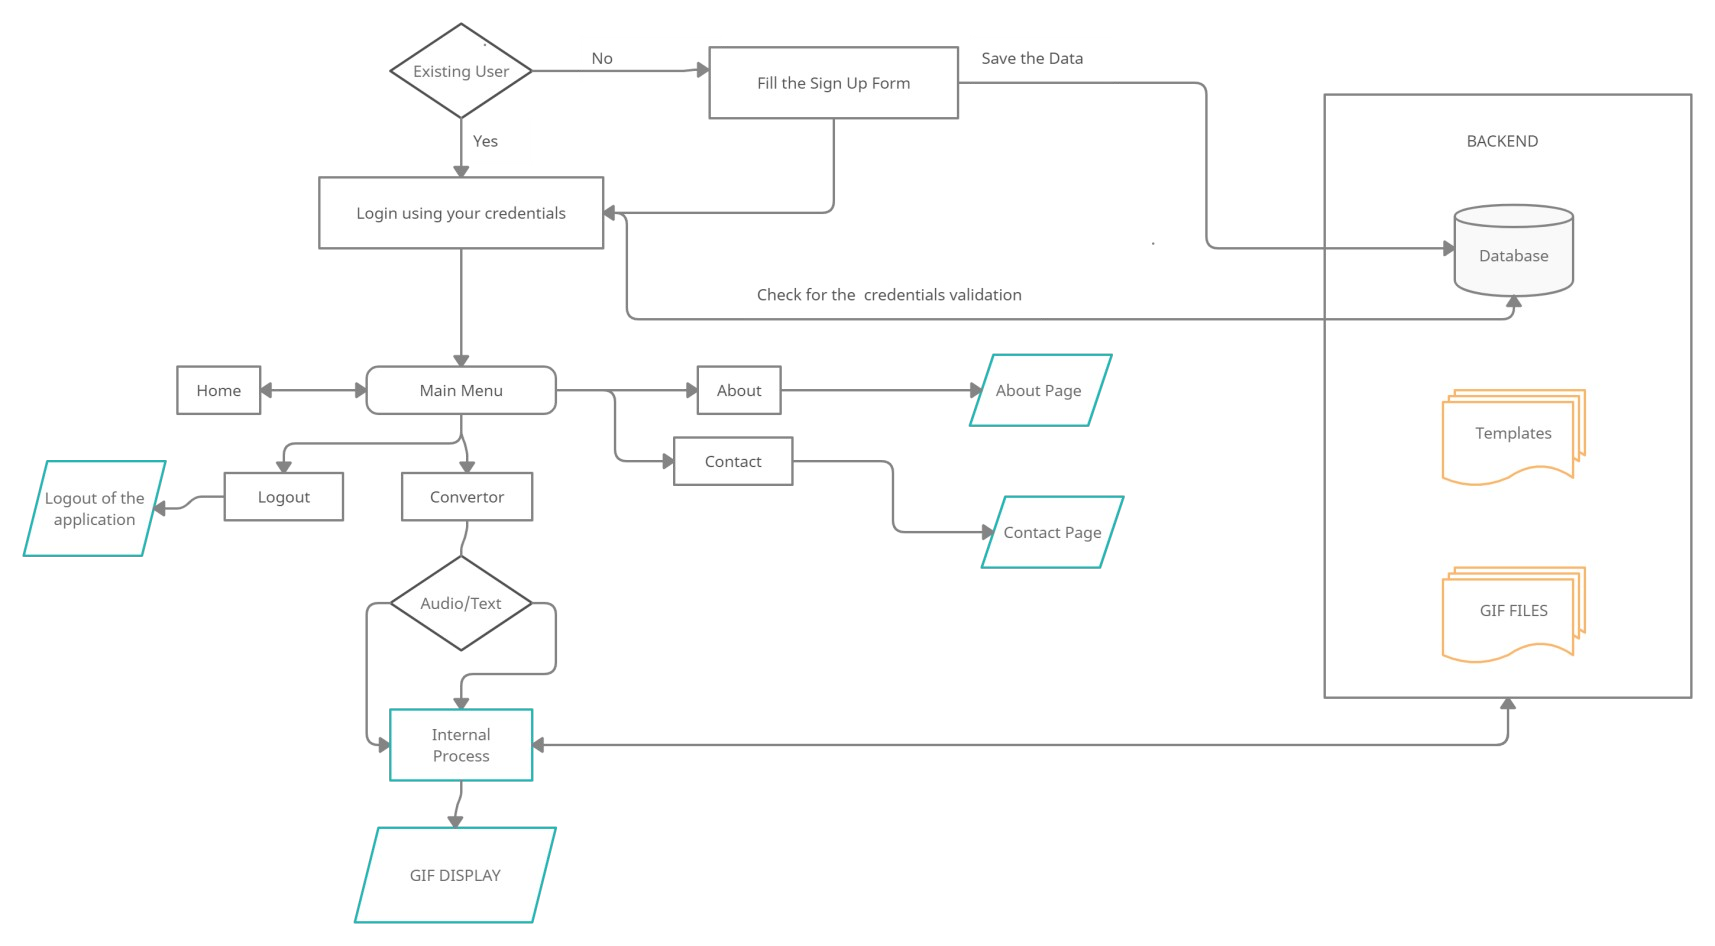 Existing User
No
Fill the Sign Up Form
Save the Data
Yes
BACKEND
Login using your credentials
Database
Check for the  credentials validation
Home
Main Menu
About
About Page
Templates
Contact
Logout of the
application
Logout
Convertor
Contact Page
Audio/Text
GIF FILES
Internal
Process
GIF DISPLAY